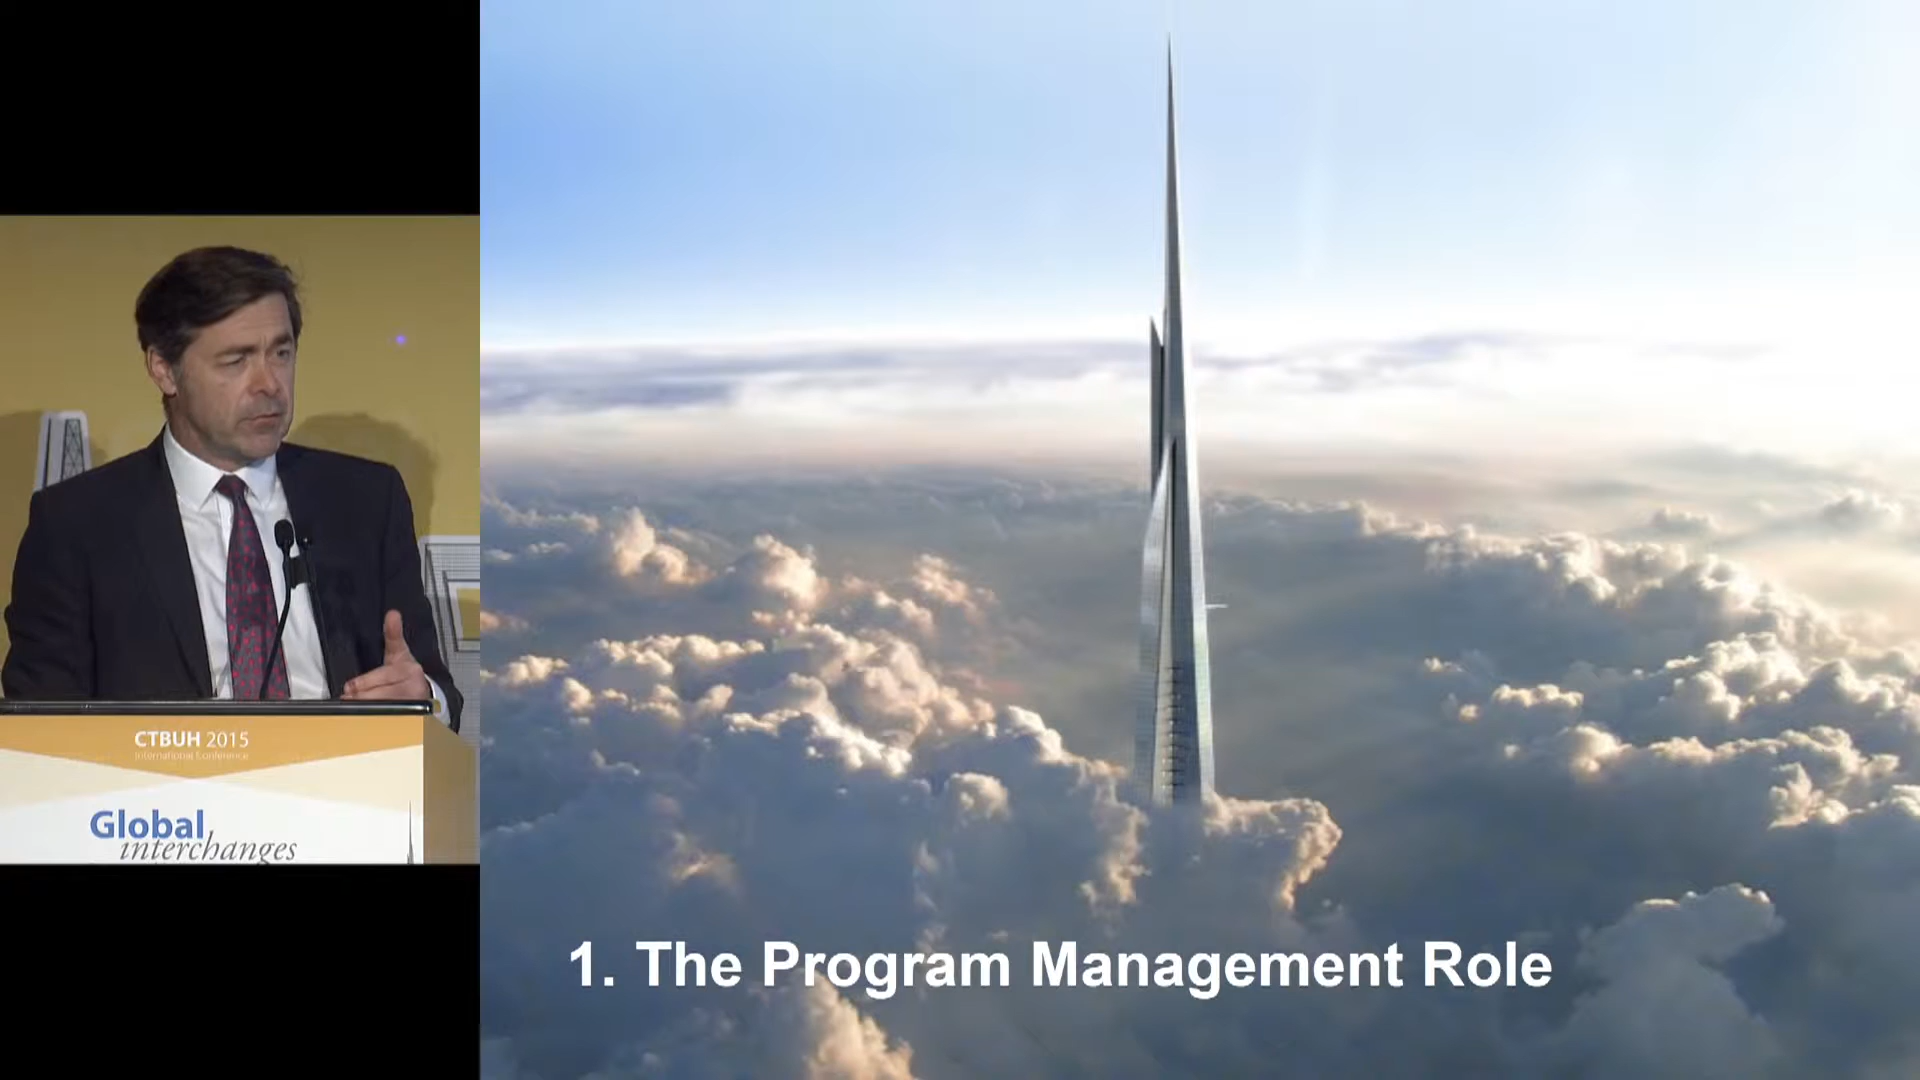 CTBUH 2015
International Conference
Global
interchanges
1. The Program Management Role